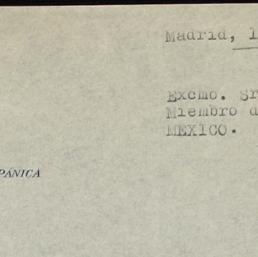 Madrid, 1
Excmo. Sr
Miembro d
MEXICO.
PÁNICA